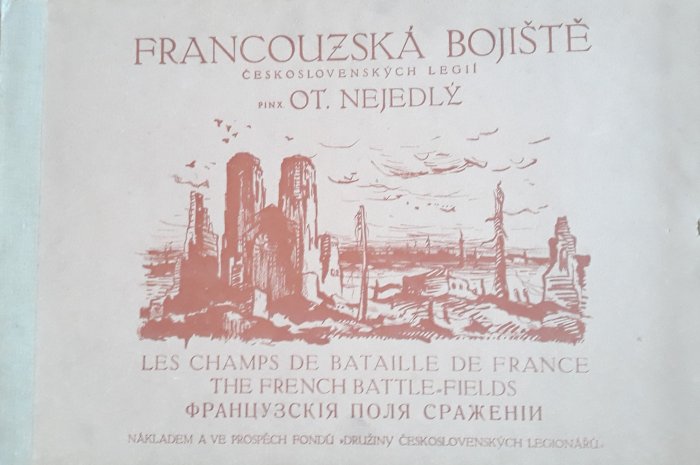 FRANCOUZSKÁ BOJIŠTĚ
ČESKOSLOVENSKÝCH LEGIÍ
PINX OT. NEJEDLÝ
LES CHAMPS DE BATAILLE DE FRANCE
THE FRENCH BATTLE-FIELDS
ФРАНЦУЗСКІЯ ПОЛЯ СРАЖЕНІИ
NÁKLADEM A VE PROSPĚCH FONDŮ »DRUŽINY ČESKOSLOVENSKÝCH LEGIONÁŘŮ«